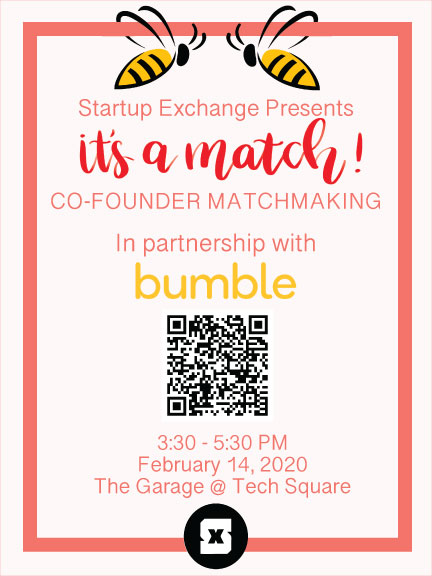 Startup Exchange Presents
it's a match!
CO-FOUNDER MATCHMAKING
In partnership with
bumble
3:30 - 5:30 PM
February 14, 2020
The Garage @ Tech Square
SX